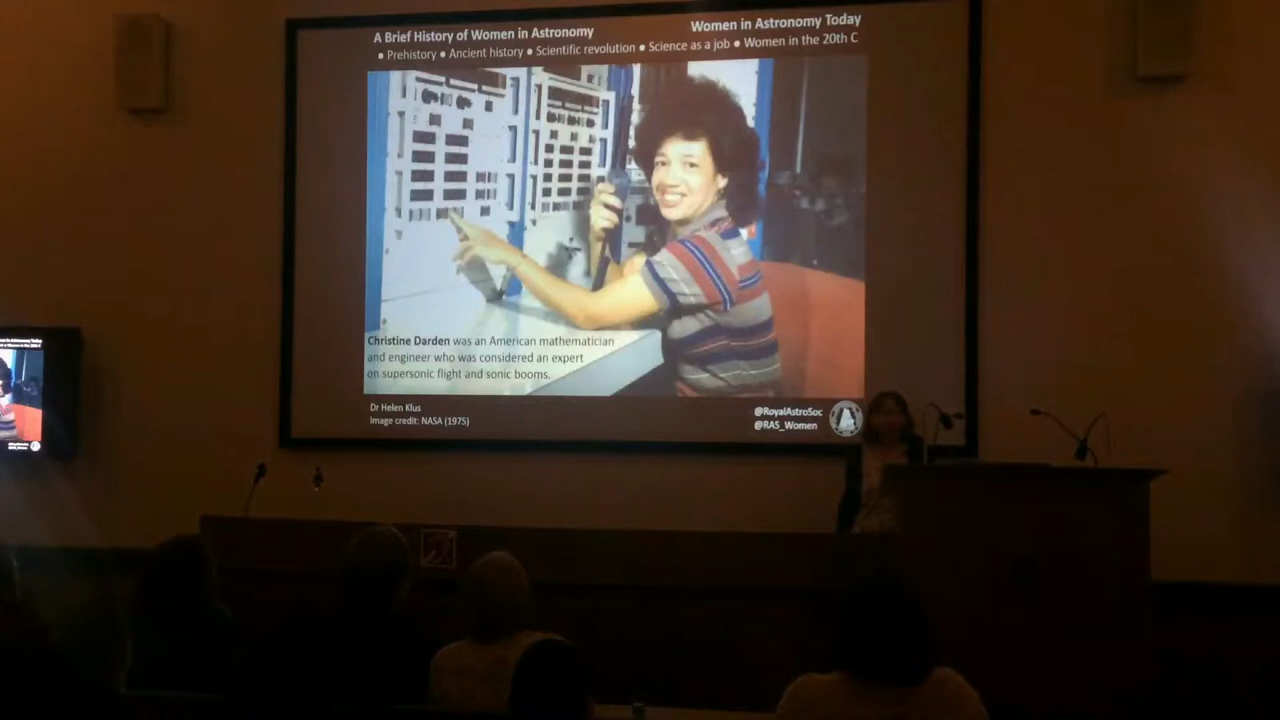 A Brief History of Women in Astronomy
Women in Astronomy Today
• Prehistory • Ancient history • Scientific revolution • Science as a job • Women in the 20th C
Christine Darden was an American mathematician
and engineer who was considered an expert
on supersonic flight and sonic booms.
Dr Helen Klus
Image credit: NASA (1975)
@RoyalAstroSoc
@RAS_Women